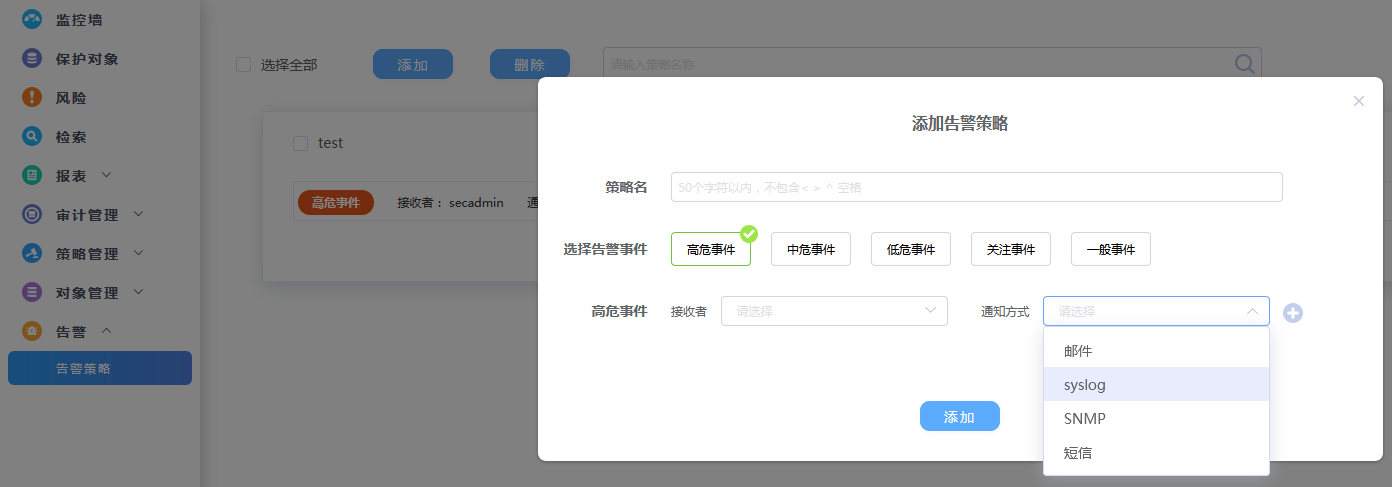 监控墙
保护对象
风险
检索
报表
审计管理
策略管理
对象管理
告警
告警策略
选择全部 添加 删除 请输入策略名称
test
高危事件 接收者： secadmin 通
添加告警策略
策略名 50个字符以内，不包含< > ^ 空格
选择告警事件 高危事件 中危事件 低危事件 关注事件 一般事件
高危事件 接收者 请选择 通知方式 请选择
邮件
syslog
SNMP
短信
添加